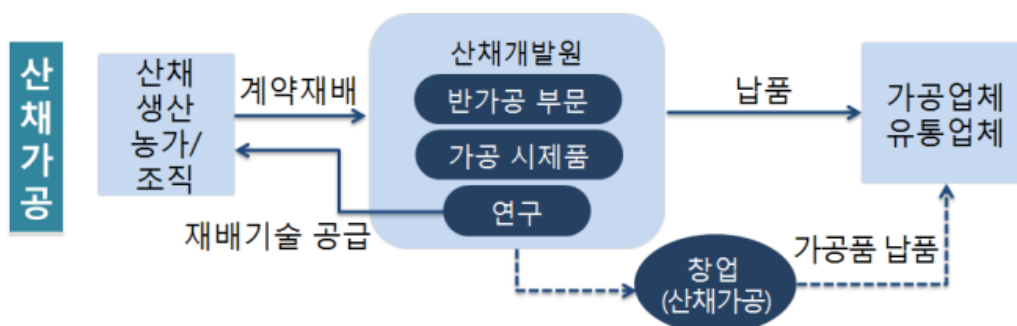 산채가공
산채
생산
농가/
조직
계약재배
재배기술 공급
산채개발원
반가공 부문
가공 시제품
연구
납품
가공업체
유통업체
창업
(산채가공)
가공품 납품